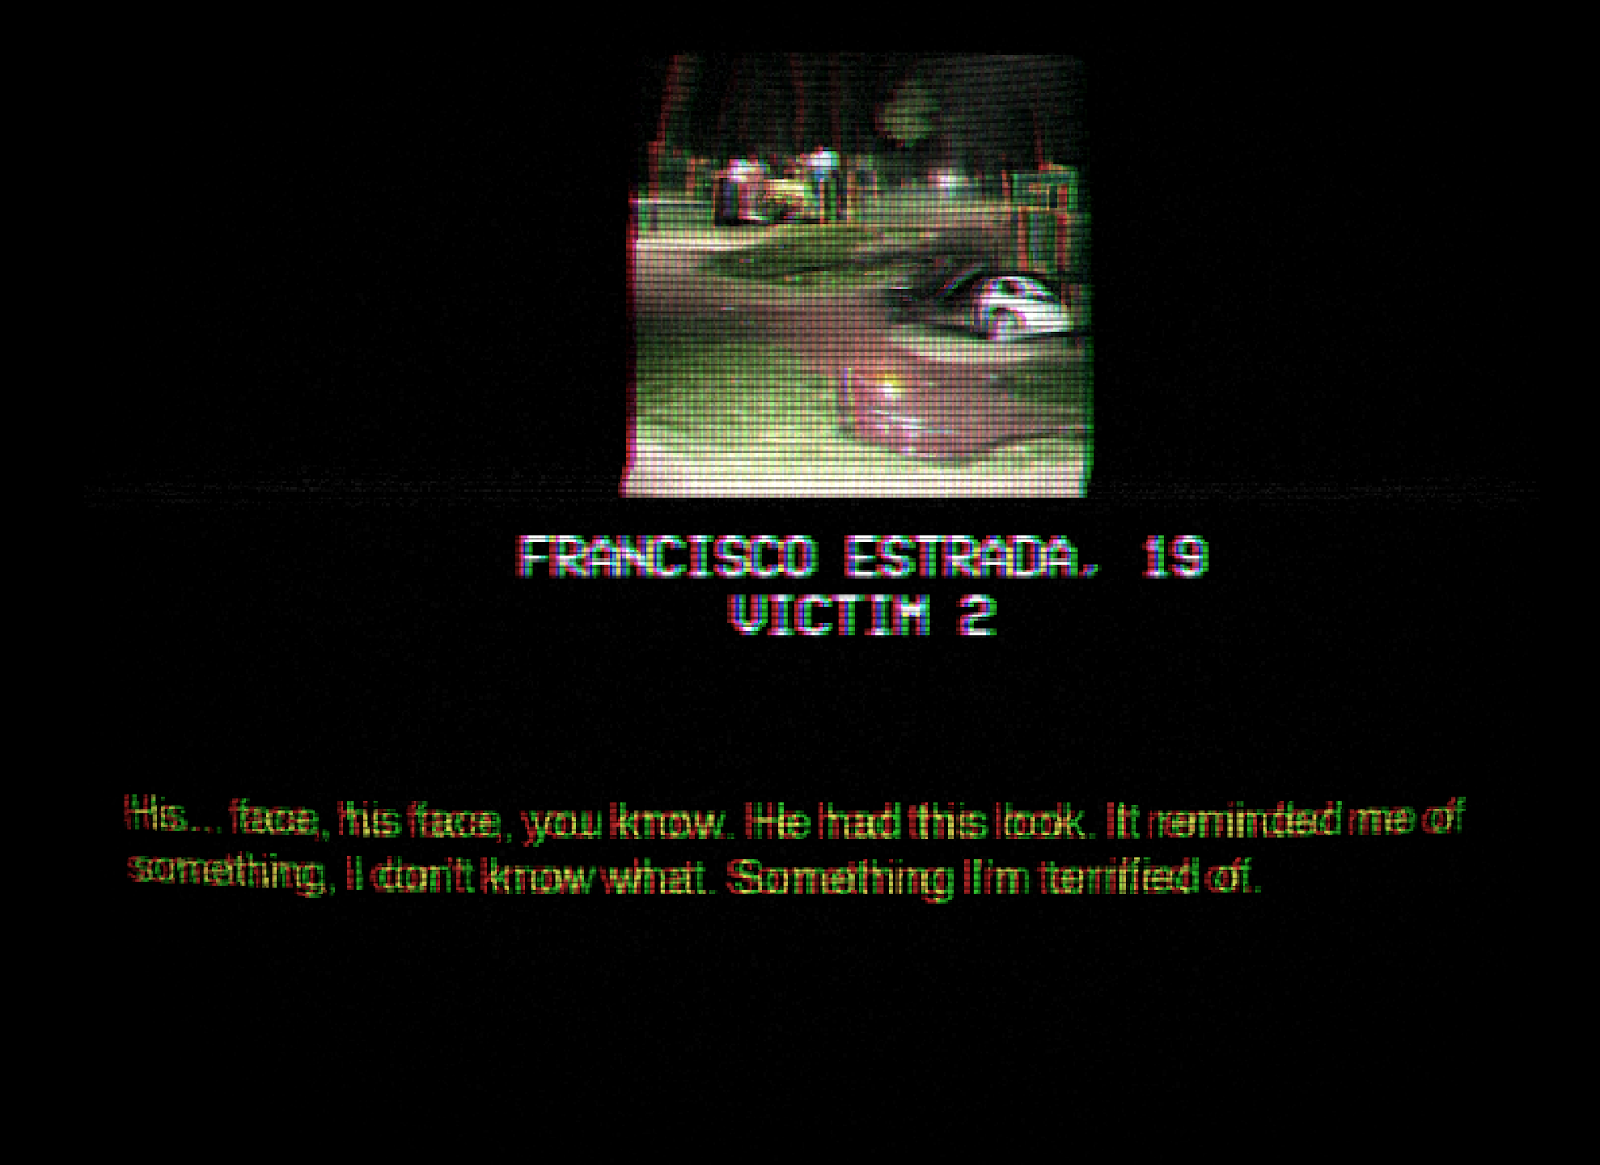 FRANCISCO ESTRADA, 19
VICTIM 2
His... face, his face, you know. He had this look. It reminded me of
something, I don't know what. Something I'm terrified of.